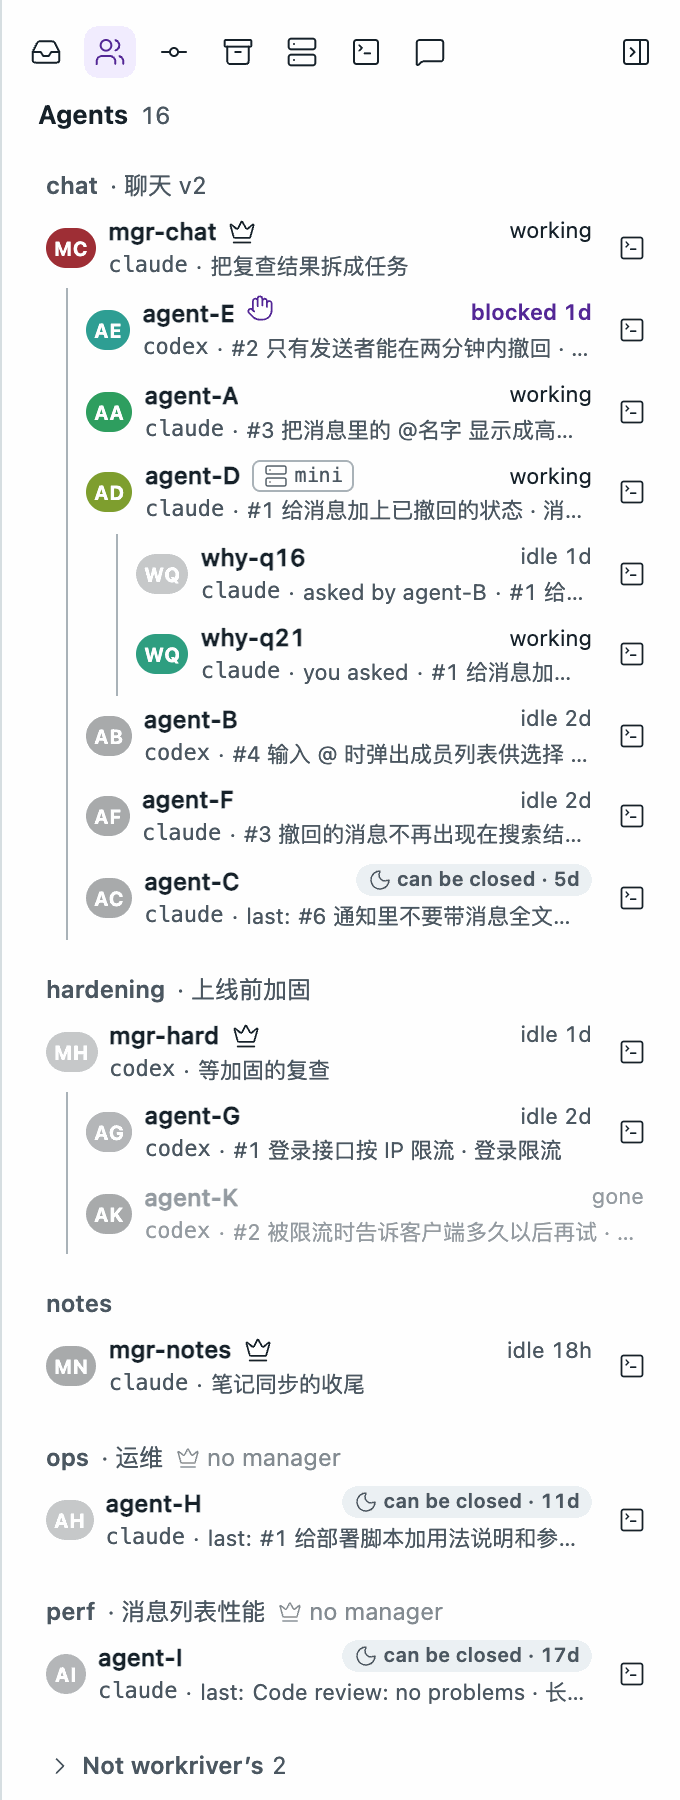 Agents 16
chat · 聊天 v2
MC mgr-chat working
claude · 把复查结果拆成任务
AE agent-E blocked 1d
codex · #2 只有发送者能在两分钟内撤回 · ...
AA agent-A working
claude · #3 把消息里的 @名字 显示成高...
AD agent-D mini working
claude · #1 给消息加上已撤回的状态 · 消...
WQ why-q16 idle 1d
claude · asked by agent-B · #1 给...
WQ why-q21 working
claude · you asked · #1 给消息加...
AB agent-B idle 2d
codex · #4 输入 @ 时弹出成员列表供选择 ...
AF agent-F idle 2d
claude · #3 撤回的消息不再出现在搜索结...
AC agent-C can be closed · 5d
claude · last: #6 通知里不要带消息全文...
hardening · 上线前加固
MH mgr-hard idle 1d
codex · 等加固的复查
AG agent-G idle 2d
codex · #1 登录接口按 IP 限流 · 登录限流
AK agent-K gone
codex · #2 被限流时告诉客户端多久以后再试 · ...
notes
MN mgr-notes idle 18h
claude · 笔记同步的收尾
ops · 运维 no manager
AH agent-H can be closed · 11d
claude · last: #1 给部署脚本加用法说明和参...
perf · 消息列表性能 no manager
AI agent-I can be closed · 17d
claude · last: Code review: no problems · 长...
Not workriver’s 2